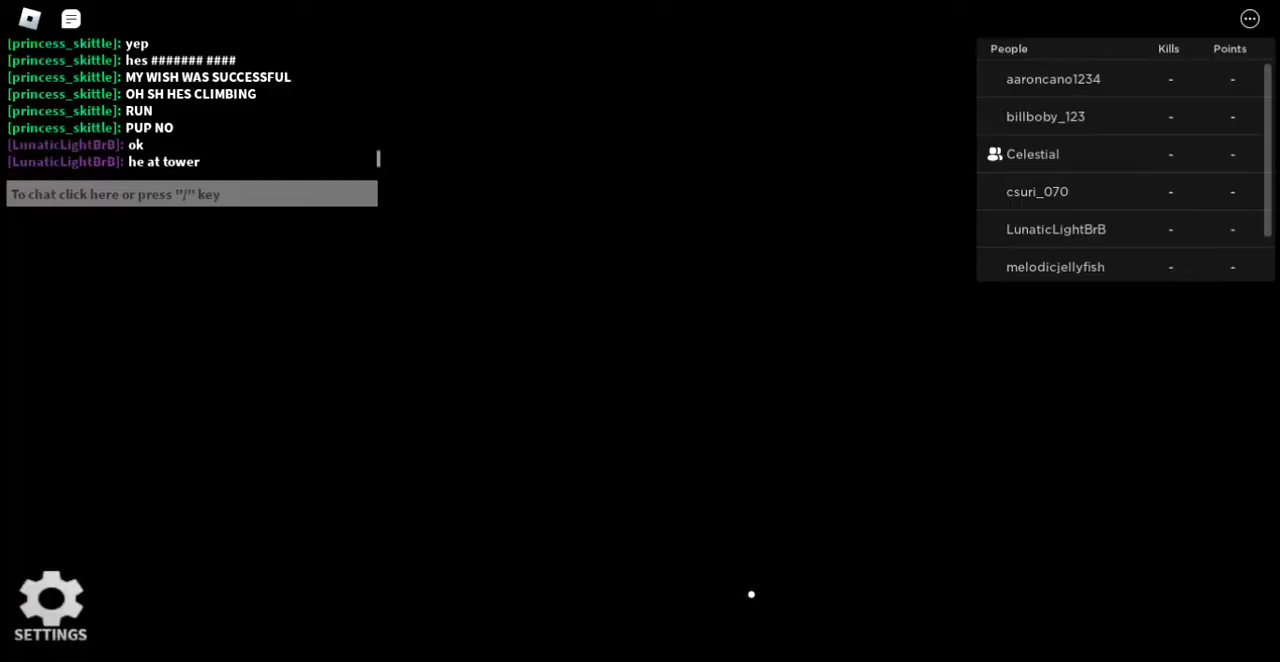 [princess_skittle]: yep
[princess_skittle]: hes ####### ####
[princess_skittle]: MY WISH WAS SUCCESSFUL
[princess_skittle]: OH SH HES CLIMBING
[princess_skittle]: RUN
[princess_skittle]: PUP NO
[LunaticLightBrB]: ok
[LunaticLightBrB]: he at tower
To chat click here or press "/" key
People Kills Points
aaroncano1234 - -
billboby_123 - -
Celestial - -
csuri_070 - -
LunaticLightBrB - -
melodicjellyfish - -
SETTINGS